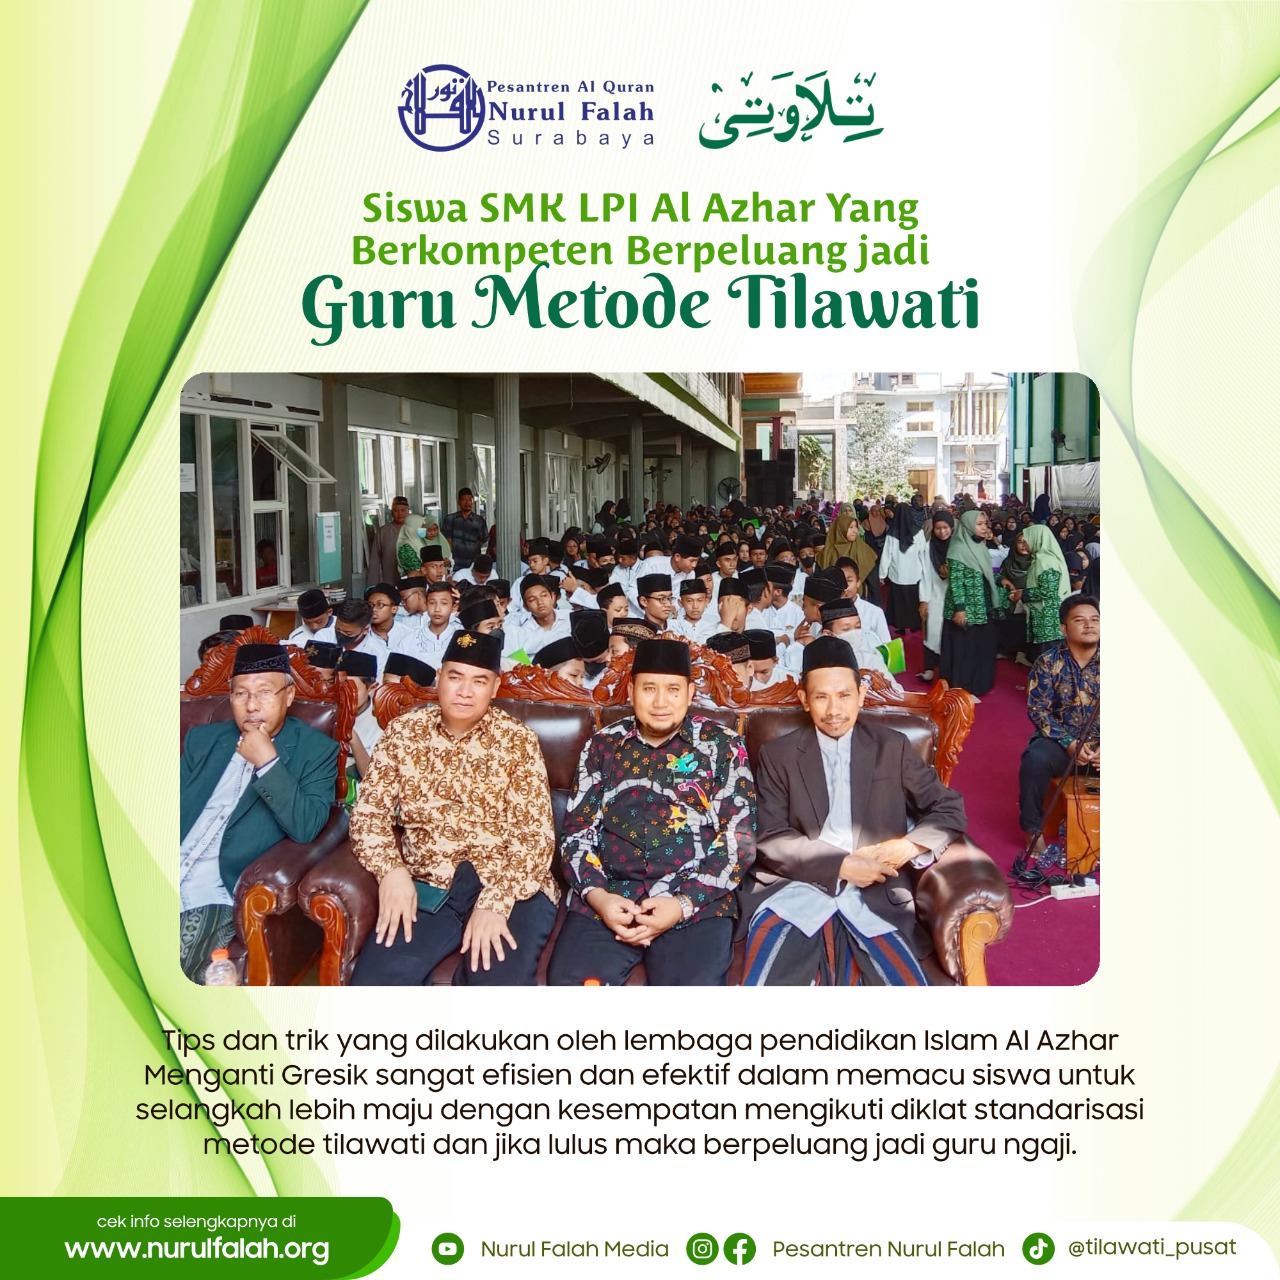 Pesantren Al Quran
Nurul Falah
Surabaya
تِلَاوَتِي
Siswa SMK LPI Al Azhar Yang
Berkompeten Berpeluang jadi
Guru Metode Tilawati
Tips dan trik yang dilakukan oleh lembaga pendidikan Islam Al Azhar
Menganti Gresik sangat efisien dan efektif dalam memacu siswa untuk
selangkah lebih maju dengan kesempatan mengikuti diklat standarisasi
metode tilawati dan jika lulus maka berpeluang jadi guru ngaji.
cek info selengkapnya di
www.nurulfalah.org
Nurul Falah Media
Pesantren Nurul Falah
@tilawati_pusat